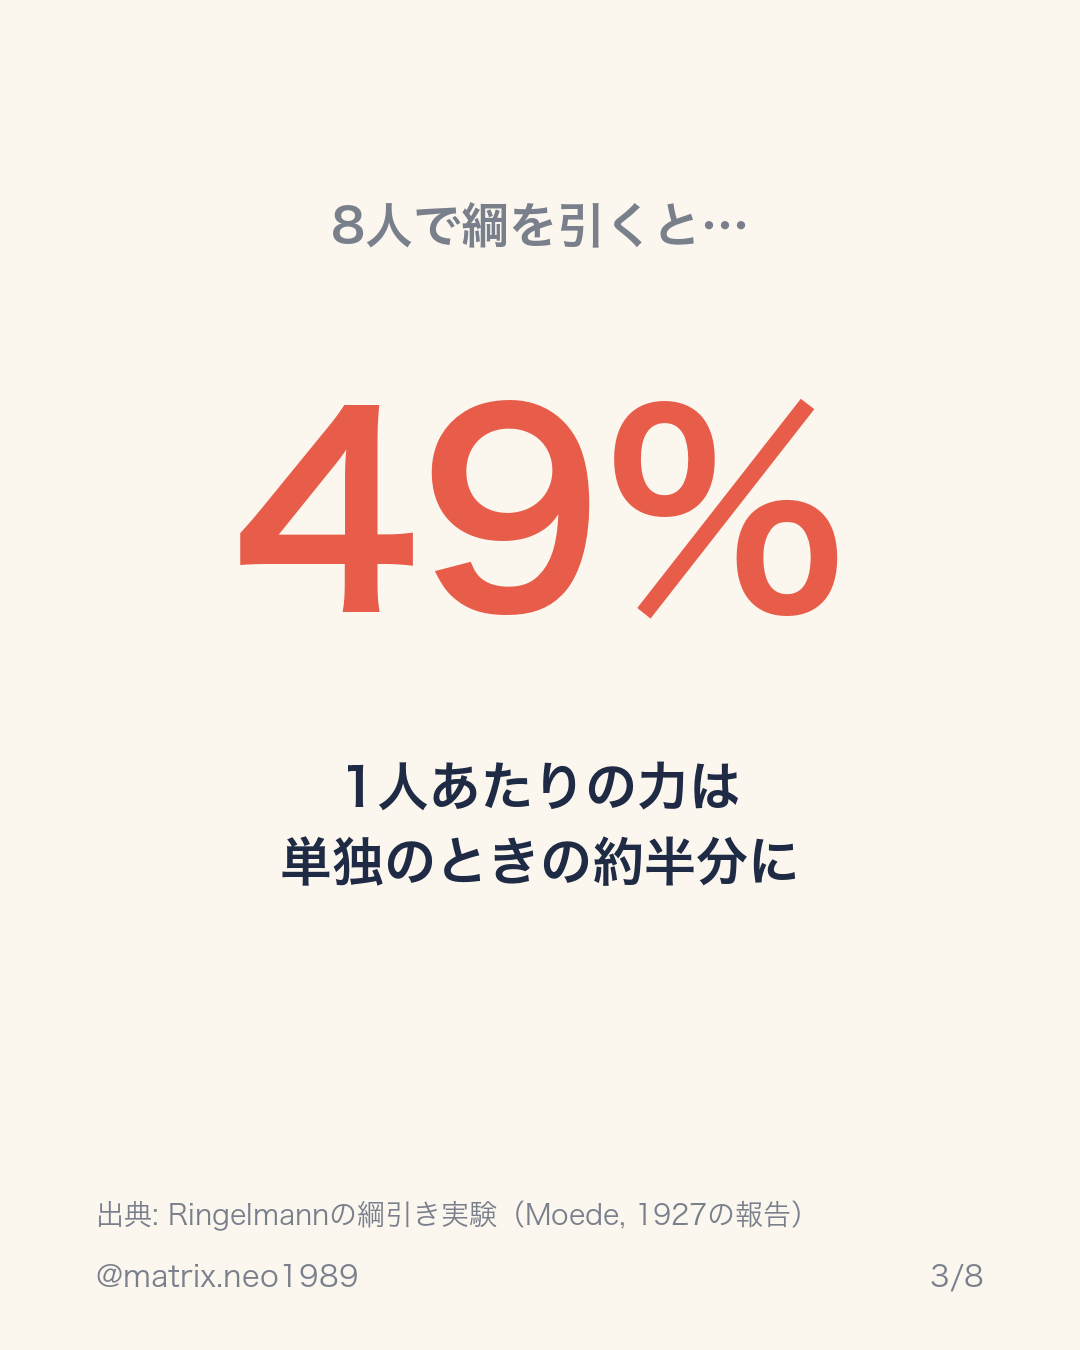 8人で綱を引くと…
49%
1人あたりの力は
単独のときの約半分に
出典: Ringelmannの綱引き実験（Moede, 1927の報告）
@matrix.neo1989
3/8